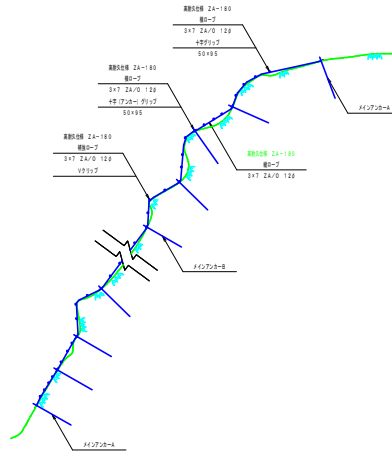 高耐久仕様 ZA-180
横ロープ
3×7 ZA/O 12φ
十字グリップ
50×95
高耐久仕様 ZA-180
縦ロープ
3×7 ZA/O 12φ
十字(アンカー)グリップ
50×95
メインアンカーA
高耐久仕様 ZA-180
補強ロープ
3×7 ZA/O 12φ
Vクリップ
高耐久仕様 ZA-180
縦ロープ
3×7 ZA/O 12φ
メインアンカーB
メインアンカーA